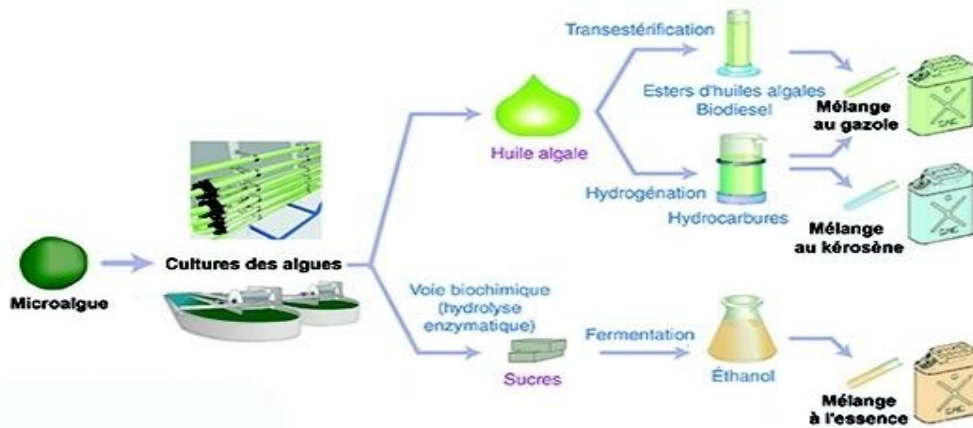 Transestérification
Esters d'huiles algales
Biodiesel
Mélange
au gazole
Huile algale
Hydrogénation
Hydrocarbures
Mélange
au kérosène
Cultures des algues
Microalgue
Voie biochimique
(hydrolyse
enzymatique)
Sucres
Fermentation
Éthanol
Mélange
à l'essence